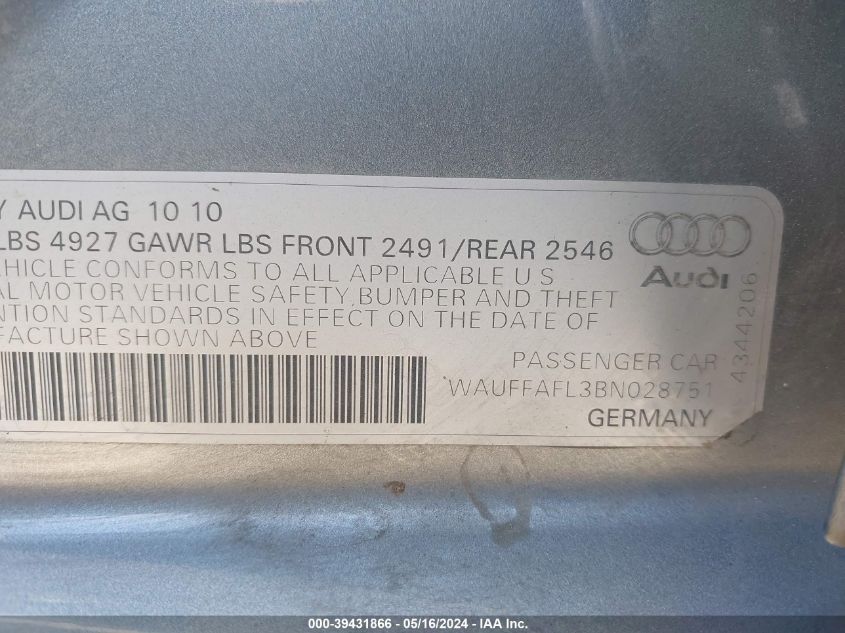 Y AUDI AG 10 10
LBS 4927 GAWR LBS FRONT 2491/REAR 2546
EHICLE CONFORMS TO ALL APPLICABLE U S
AL MOTOR VEHICLE SAFETY, BUMPER AND THEFT
NTION STANDARDS IN EFFECT ON THE DATE OF
FACTURE SHOWN ABOVE
Audi
4344206
PASSENGER CAR
WAUFFAFL3BN028751
GERMANY
000-39431866 - 05/16/2024 - IAA Inc.